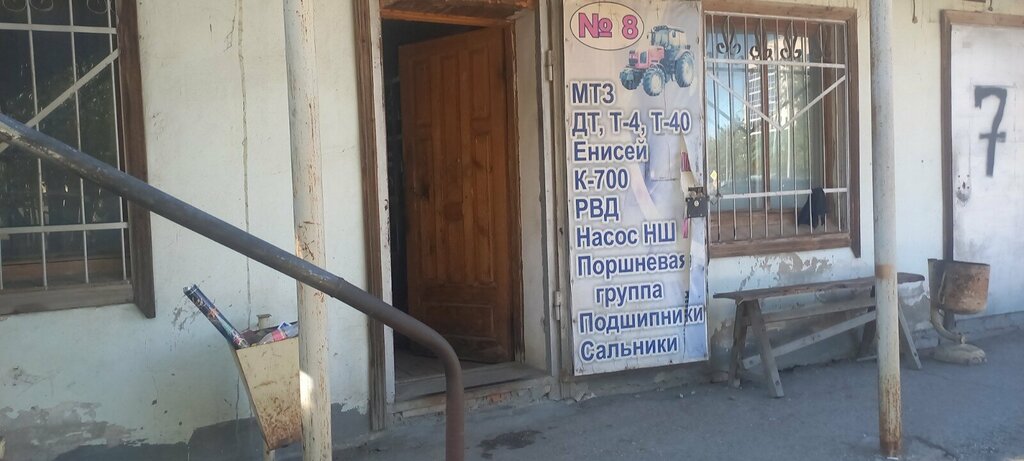 № 8
МТЗ
ДТ, Т-4, Т-40
Енисей
К-700
РВД
Насос НШ
Поршневая
группа
Подшипники
Сальники
7